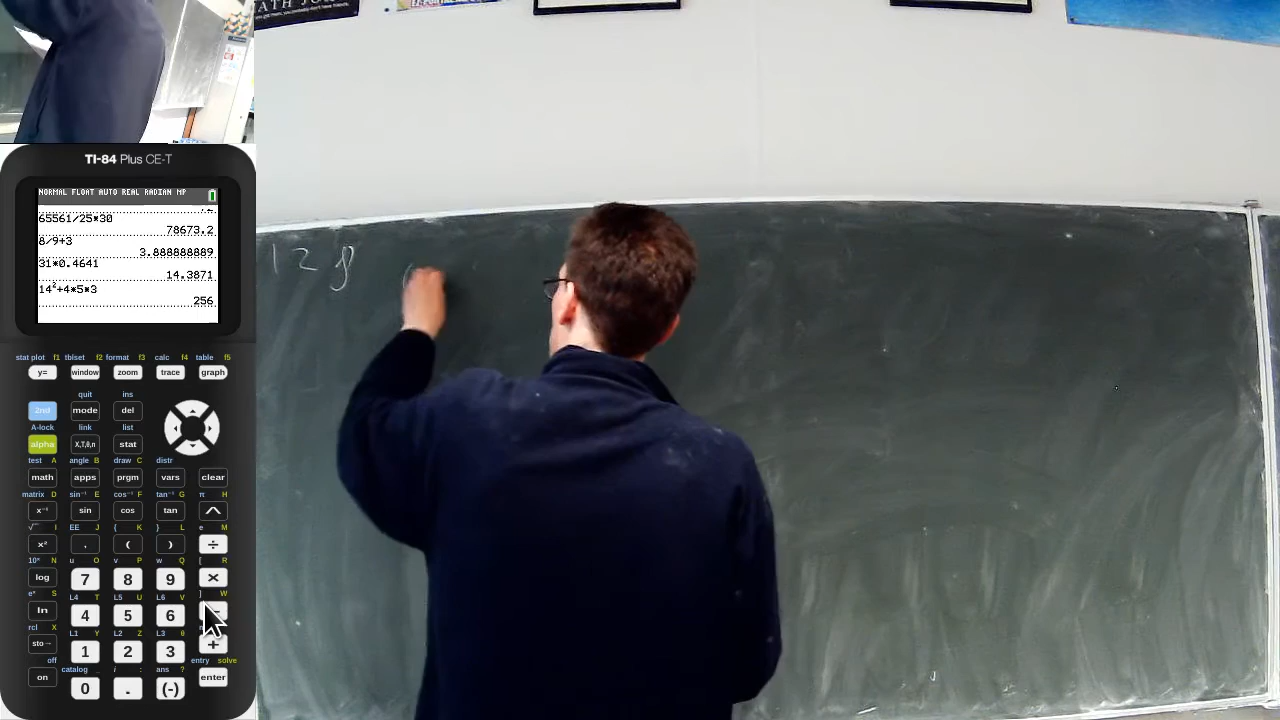 MATH JOK
TI-84 Plus CE-T
NORMAL FLOAT AUTO REAL RADIAN MP
65561/25*30
78673.2
8/9+3
3.888888889
31*0.4641
14.3871
14²+4*5*3
256
128
stat plot f1 tblset f2 format f3 calc f4 table f5
y= window zoom trace graph
quit ins
2nd mode del
A-lock link list
alpha X,T,θ,n stat
test A angle B draw C distr
math apps prgm vars clear
matrix D sin⁻¹ E cos⁻¹ F tan⁻¹ G π H
x⁻¹ sin cos tan ^
√ I EE J { K } L e M
x² , ( ) ÷
10ˣ N u O v P w Q [ R
log 7 8 9 ×
eˣ S L4 T L5 U L6 V ] W
ln 4 5 6
rcl X L1 Y L2 Z L3 θ
sto→ 1 2 3 +
off catalog i : ans ? entry solve
on 0 . (-) enter